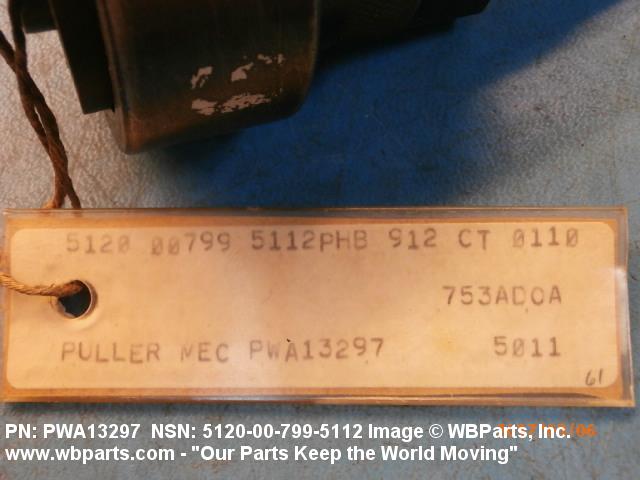 5120 00799 5112PHB 912 CT 0110
753ADOA
PULLER MEC PWA13297 5011
61
PN: PWA13297 NSN: 5120-00-799-5112 Image © WBParts, Inc.
www.wbparts.com - "Our Parts Keep the World Moving"